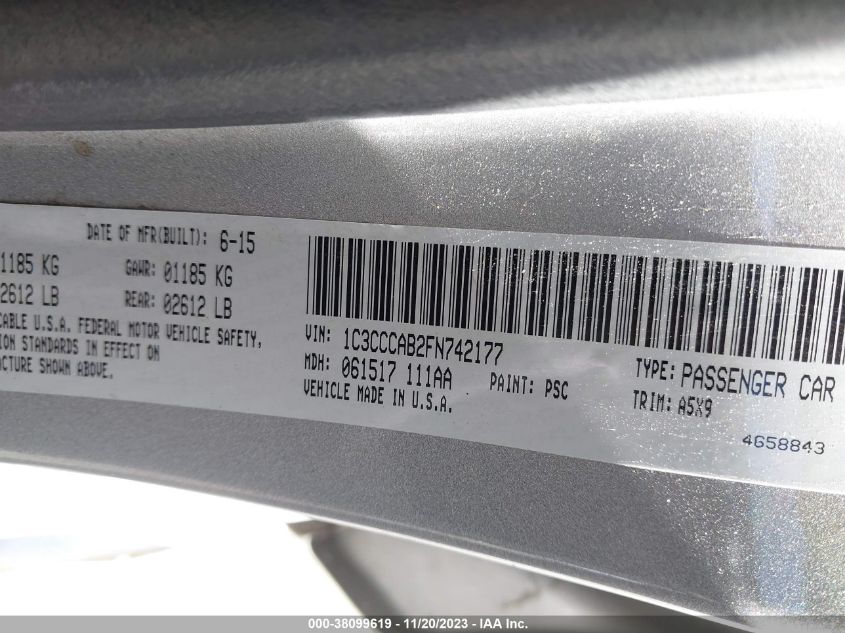 DATE OF MFR(BUILT): 6-15
1185 KG GAWR: 01185 KG
2612 LB REAR: 02612 LB
CABLE U.S.A. FEDERAL MOTOR VEHICLE SAFETY,
ION STANDARDS IN EFFECT ON
ACTURE SHOWN ABOVE.
VIN: 1C3CCCAB2FN742177
MDH: 061517 111AA PAINT: PSC
VEHICLE MADE IN U.S.A.
TYPE: PASSENGER CAR
TRIM: A5X9
4658843
000-38099619 - 11/20/2023 - IAA Inc.